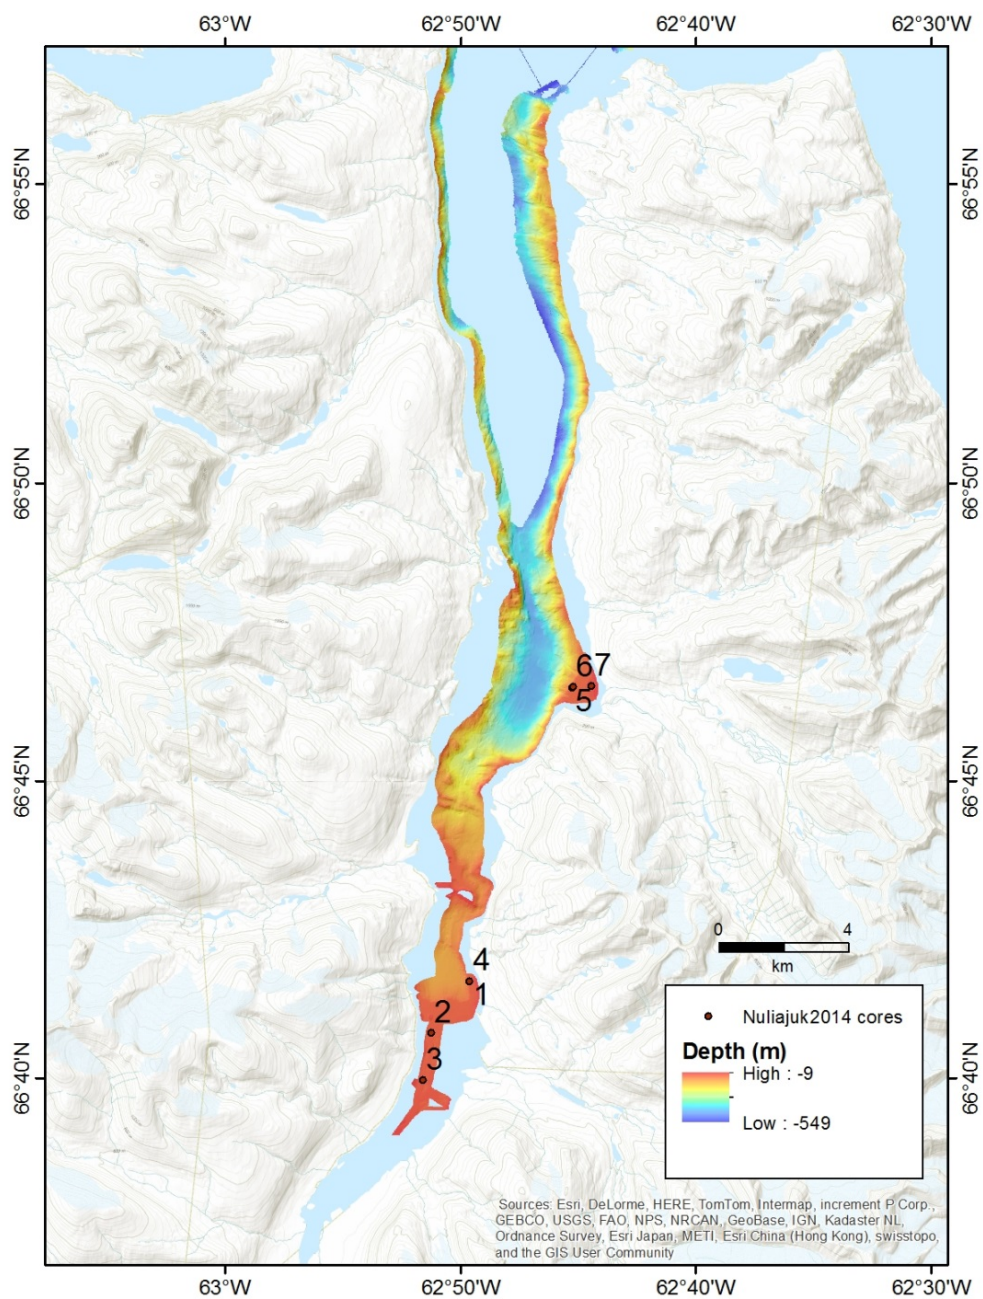 63°W 62°50'W 62°40'W 62°30'W
66°55'N 66°55'N
66°50'N 66°50'N
67
5
66°45'N 66°45'N
0 4
km
4
1
2
3
66°40'N 66°40'N
Nuliajuk2014 cores
Depth (m)
High : -9
Low : -549
Sources: Esri, DeLorme, HERE, TomTom, Intermap, increment P Corp.,
GEBCO, USGS, FAO, NPS, NRCAN, GeoBase, IGN, Kadaster NL,
Ordnance Survey, Esri Japan, METI, Esri China (Hong Kong), swisstopo,
and the GIS User Community
63°W 62°50'W 62°40'W 62°30'W